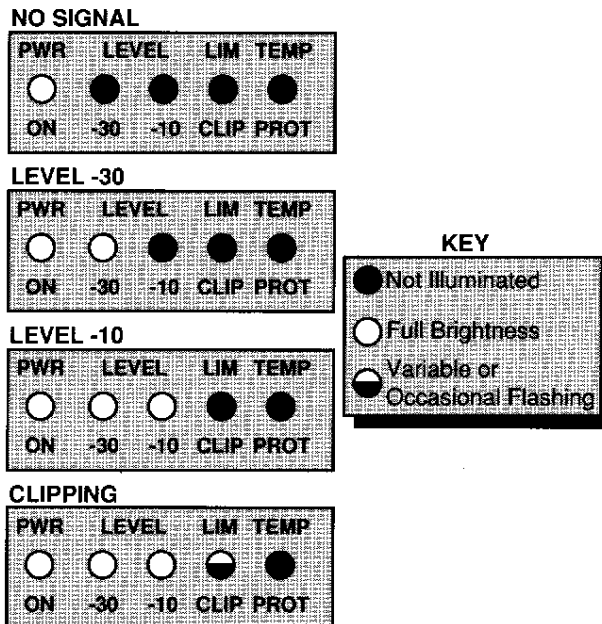 NO SIGNAL
PWR LEVEL LIM TEMP
ON -30 -10 CLIP PROT
LEVEL -30
PWR LEVEL LIM TEMP
ON -30 -10 CLIP PROT
LEVEL -10
PWR LEVEL LIM TEMP
ON -30 -10 CLIP PROT
CLIPPING
PWR LEVEL LIM TEMP
ON -30 -10 CLIP PROT
KEY
Not Illuminated
Full Brightness
Variable or
Occasional Flashing